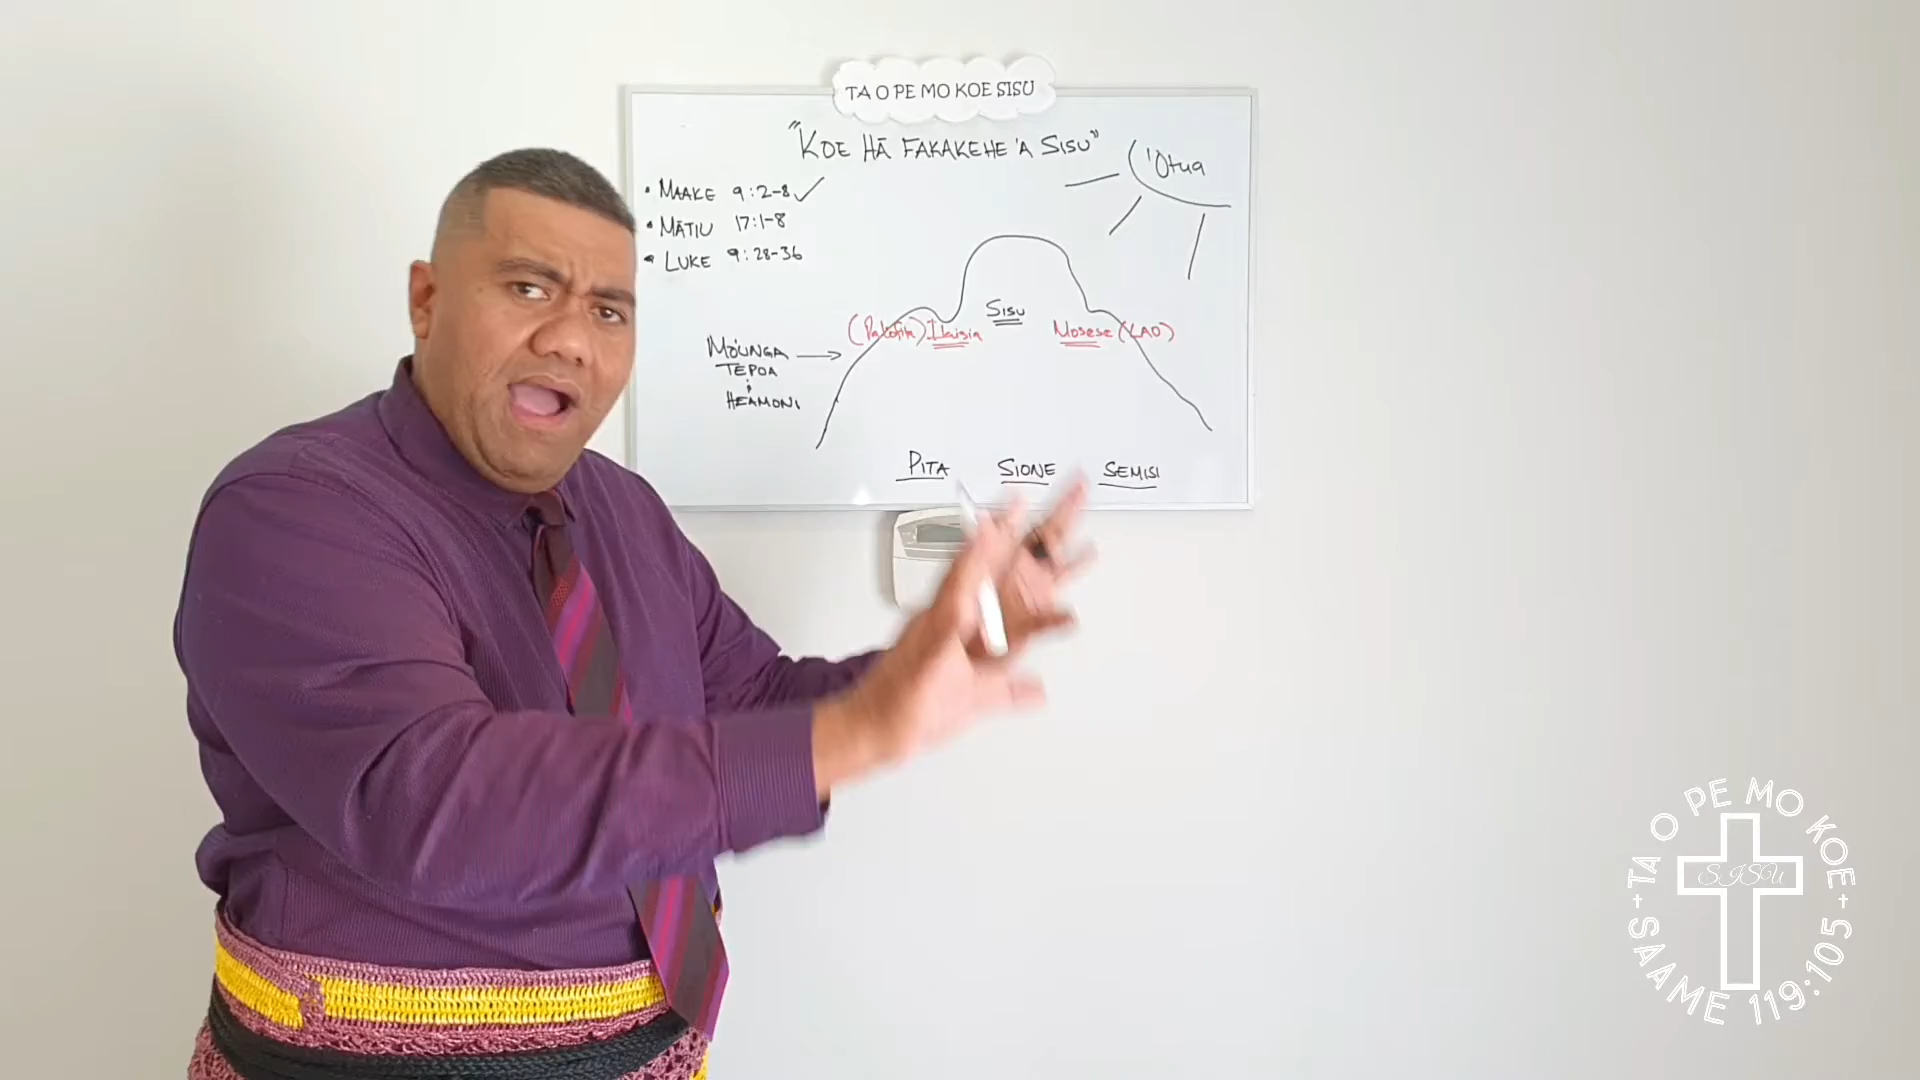 TA O PE MO KOE SISU
"KOE HĀ FAKAKEHE 'A SISU"
'Otua
• MAAKE 9:2-8 ✓
• MĀTIU 17:1-8
• LUKE 9:28-36
SISU
(Palofita) Ilaisia
Mosese (LAO)
MO'UNGA
TEPOA
HEAMONI
PITA SIONE SEMISI
TA O PE MO KOE
SISU
SAAME 119:105